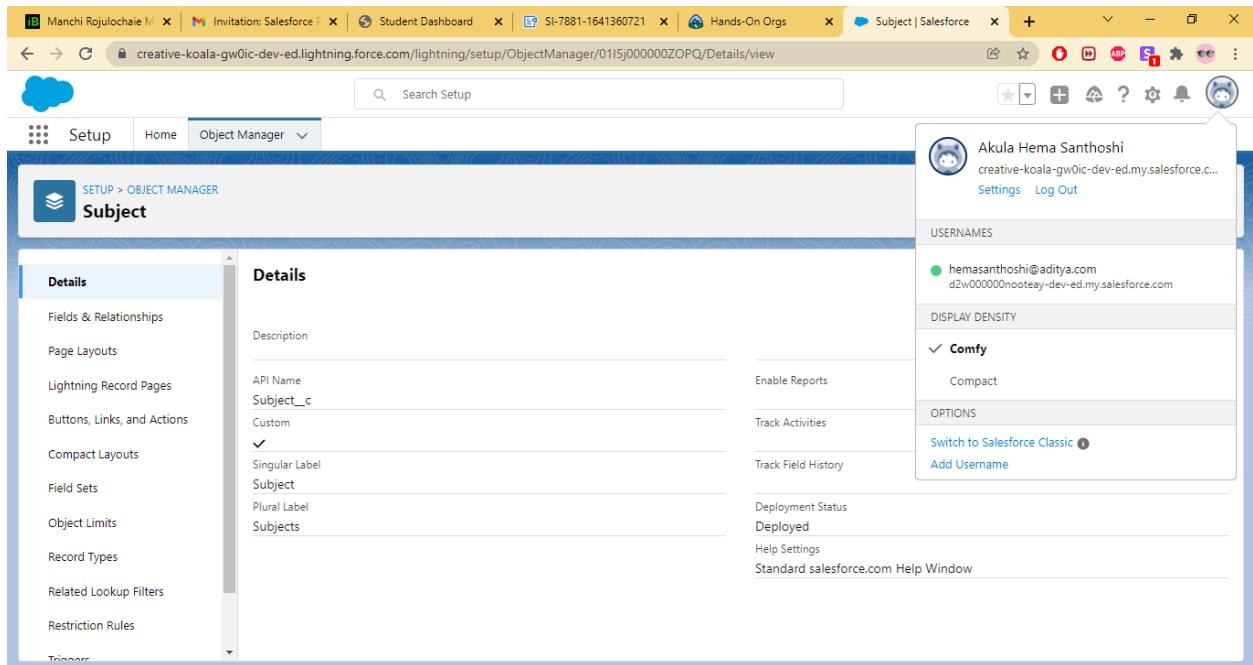 Manchi Rojulochaie M
Invitation: Salesforce F
Student Dashboard
SI-7881-1641360721
Hands-On Orgs
Subject | Salesforce
creative-koala-gw0ic-dev-ed.lightning.force.com/lightning/setup/ObjectManager/01I5j000000ZOPQ/Details/view
ABP
1
Search Setup
Setup
Home
Object Manager
SETUP > OBJECT MANAGER
Subject
Details
Fields & Relationships
Page Layouts
Lightning Record Pages
Buttons, Links, and Actions
Compact Layouts
Field Sets
Object Limits
Record Types
Related Lookup Filters
Restriction Rules
Triggers
Details
Description
API Name
Subject__c
Custom
Singular Label
Subject
Plural Label
Subjects
Enable Reports
Track Activities
Track Field History
Deployment Status
Deployed
Help Settings
Standard salesforce.com Help Window
Akula Hema Santhoshi
creative-koala-gw0ic-dev-ed.my.salesforce.c...
Settings Log Out
USERNAMES
hemasanthoshi@aditya.com
d2w000000nooteay-dev-ed.my.salesforce.com
DISPLAY DENSITY
Comfy
Compact
OPTIONS
Switch to Salesforce Classic
Add Username